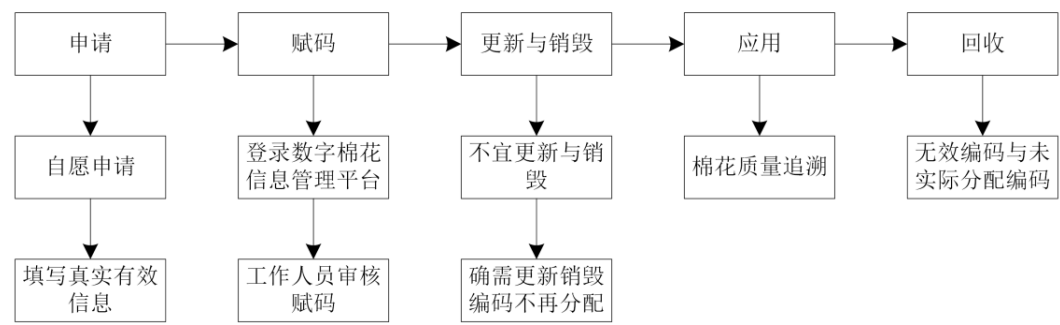 申请
赋码
更新与销毁
应用
回收
自愿申请
登录数字棉花
信息管理平台
不宜更新与销
毁
棉花质量追溯
无效编码与未
实际分配编码
填写真实有效
信息
工作人员审核
赋码
确需更新销毁
编码不再分配